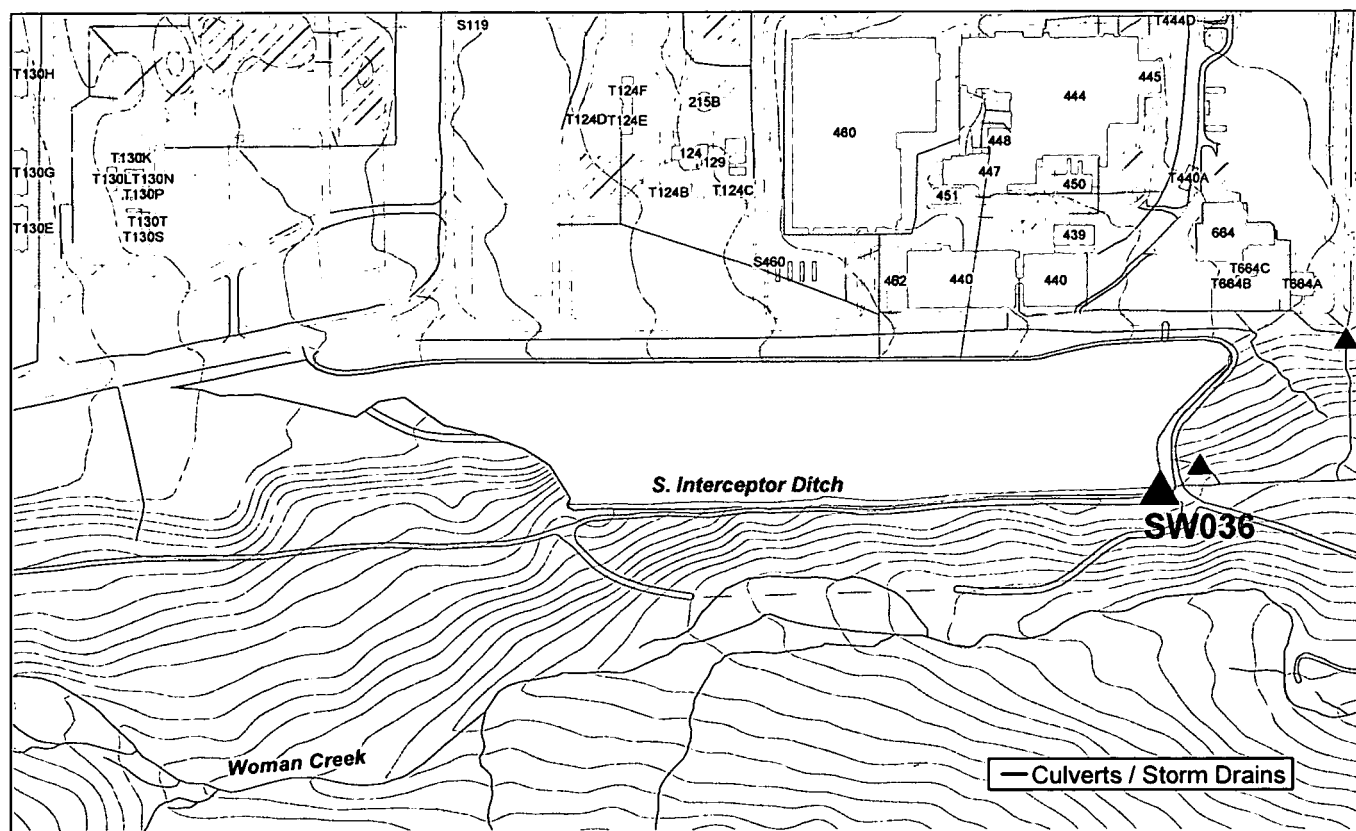 S119
T444D
T130H
T124F
215B
445
444
T124D
T124E
460
448
T130K
124
129
447
T130G
T130L
T130N
T130P
T124B
T124C
451
450
T440A
T130E
T130T
T130S
439
664
S460
T664C
462
440
440
T664B
T664A
S. Interceptor Ditch
SW036
Woman Creek
Culverts / Storm Drains